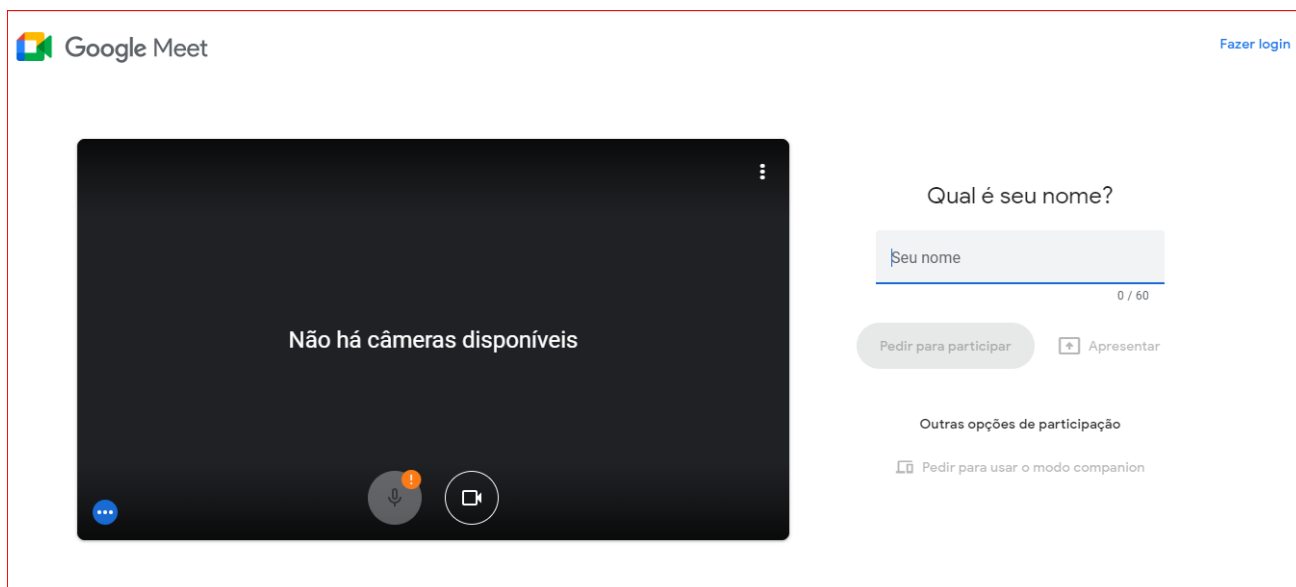 Google Meet
Fazer login
Não há câmeras disponíveis
!
Qual é seu nome?
Seu nome
0 / 60
Pedir para participar
Apresentar
Outras opções de participação
Pedir para usar o modo companion